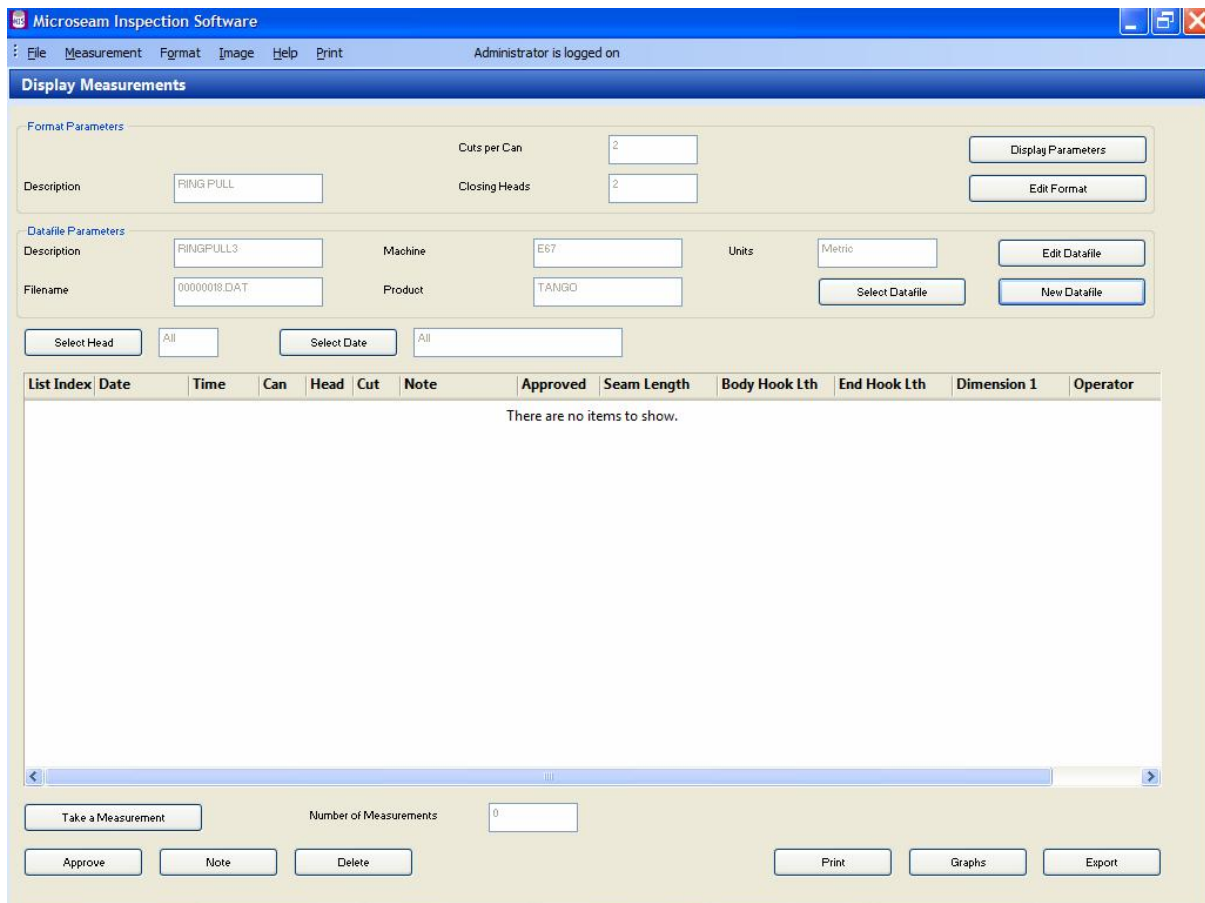 Microseam Inspection Software
File Measurement Format Image Help Print Administrator is logged on
Display Measurements
Format Parameters
Cuts per Can 2 Display Parameters
Description RING PULL Closing Heads 2 Edit Format
Datafile Parameters
Description RINGPULL3 Machine E67 Units Metric Edit Datafile
Filename 00000018.DAT Product TANGO Select Datafile New Datafile
Select Head All Select Date All
List Index Date Time Can Head Cut Note Approved Seam Length Body Hook Lth End Hook Lth Dimension 1 Operator
There are no items to show.
Take a Measurement Number of Measurements 0
Approve Note Delete Print Graphs Export